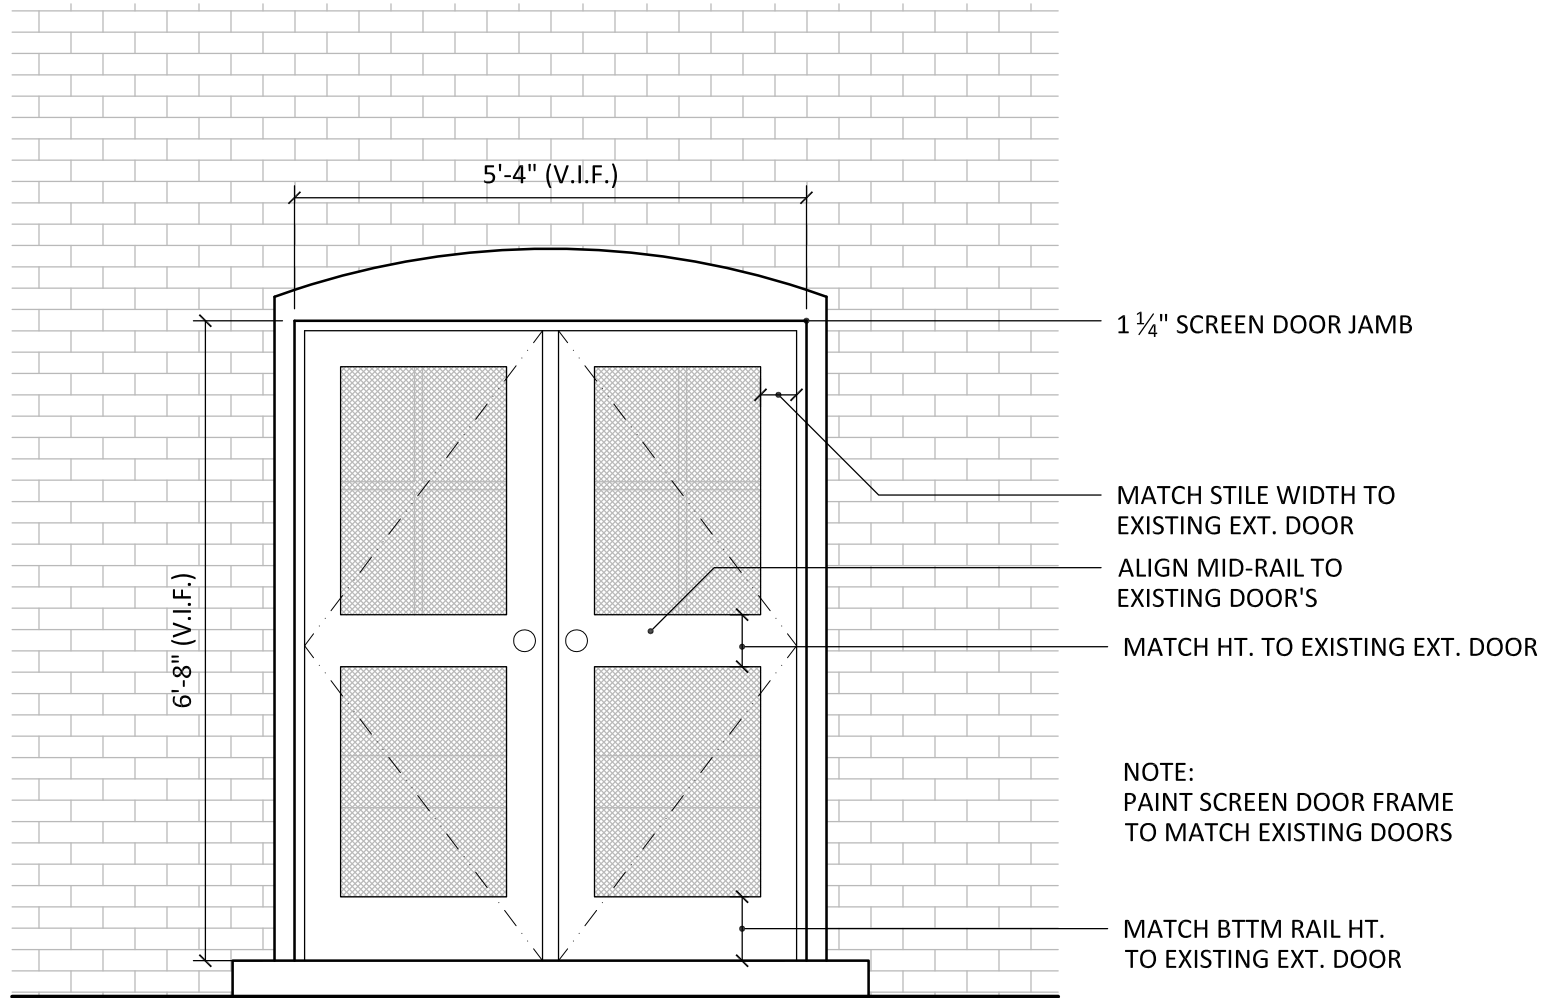 5'-4" (V.I.F.)
1 ¼" SCREEN DOOR JAMB
MATCH STILE WIDTH TO
EXISTING EXT. DOOR
ALIGN MID-RAIL TO
EXISTING DOOR'S
6'-8" (V.I.F.)
MATCH HT. TO EXISTING EXT. DOOR
NOTE:
PAINT SCREEN DOOR FRAME
TO MATCH EXISTING DOORS
MATCH BTTM RAIL HT.
TO EXISTING EXT. DOOR